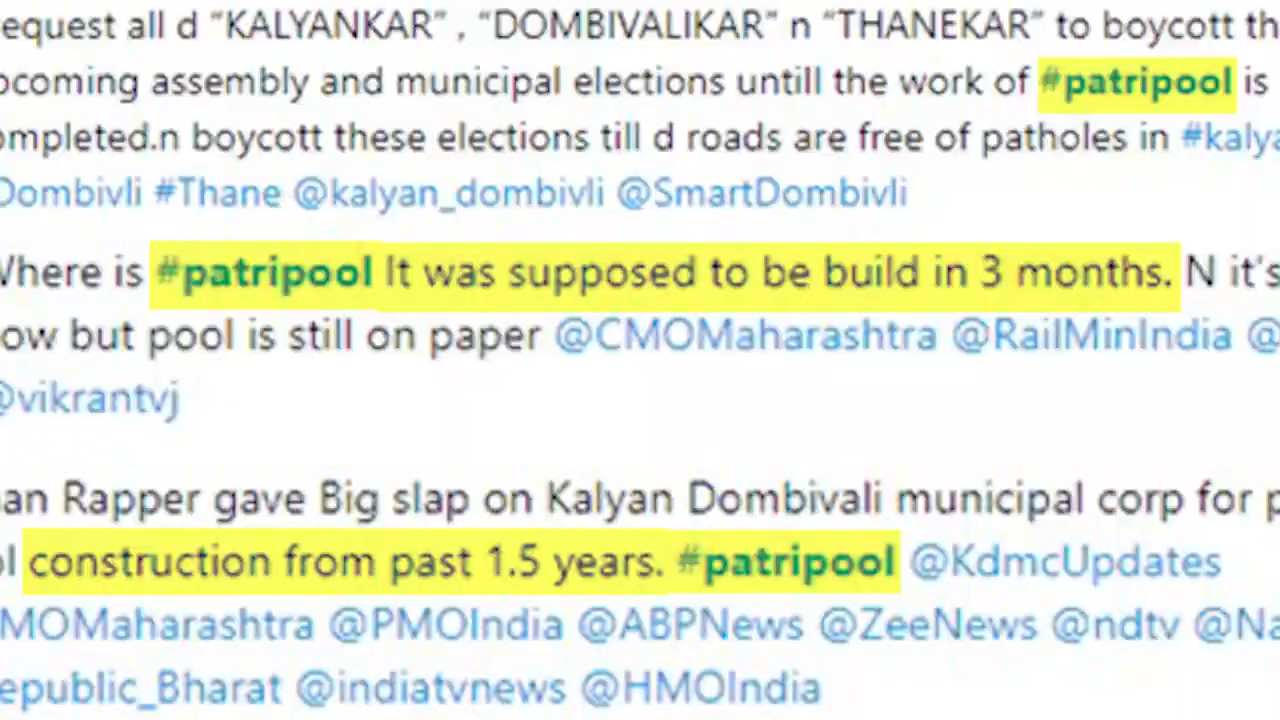 equest all d “KALYANKAR” , “DOMBIVALIKAR” n “THANEKAR” to boycott th
pcoming assembly and municipal elections untill the work of #patripool is
ompleted.n boycott these elections till d roads are free of patholes in #kalya
Dombivli #Thane @kalyan_dombivli @SmartDombivli
Where is #patripool It was supposed to be build in 3 months. N it's
ow but pool is still on paper @CMOMaharashtra @RailMinIndia @
@vikrantvj
an Rapper gave Big slap on Kalyan Dombivali municipal corp for p
l construction from past 1.5 years. #patripool @KdmcUpdates
MOMaharashtra @PMOIndia @ABPNews @ZeeNews @ndtv @Na
epublic_Bharat @indiatvnews @HMOIndia